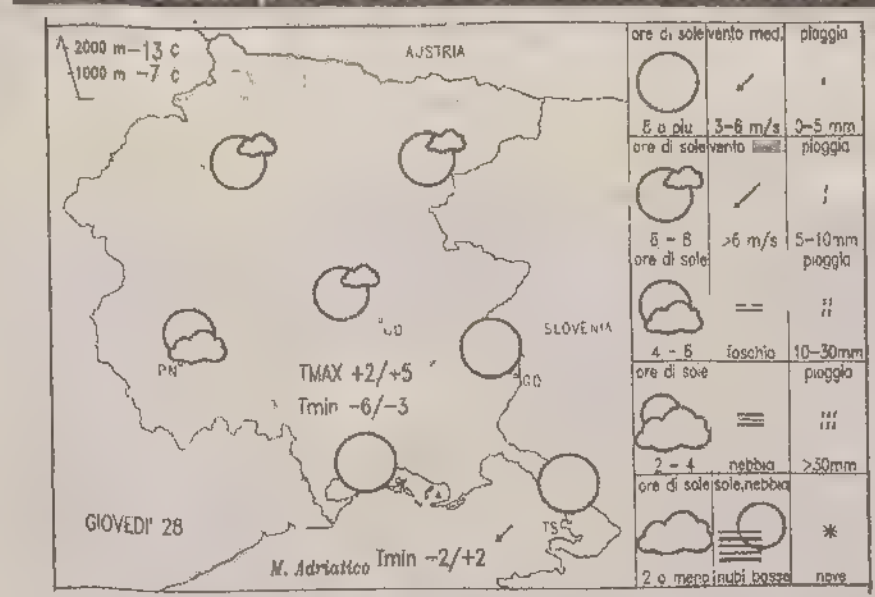 2000 m -13 c
1000 m -7 c
AUSTRIA
SLOVENIA
UD
PN
GO
TMAX +2/+5
Tmin -6/-3
GIOVEDI' 28
TS
M. Adriatico
Tmin -2/+2
ore di sole vento med. pioggia
8 o piu 3-6 m/s 0-5 mm
ore di sole vento pioggia
6 - 8 >6 m/s 5-10mm
ore di sole pioggia
4 - 6 foschia 10-30mm
ore di sole pioggia
2 - 4 nebbia >30mm
ore di sole sole,nebbia
2 o meno nubi basse neve